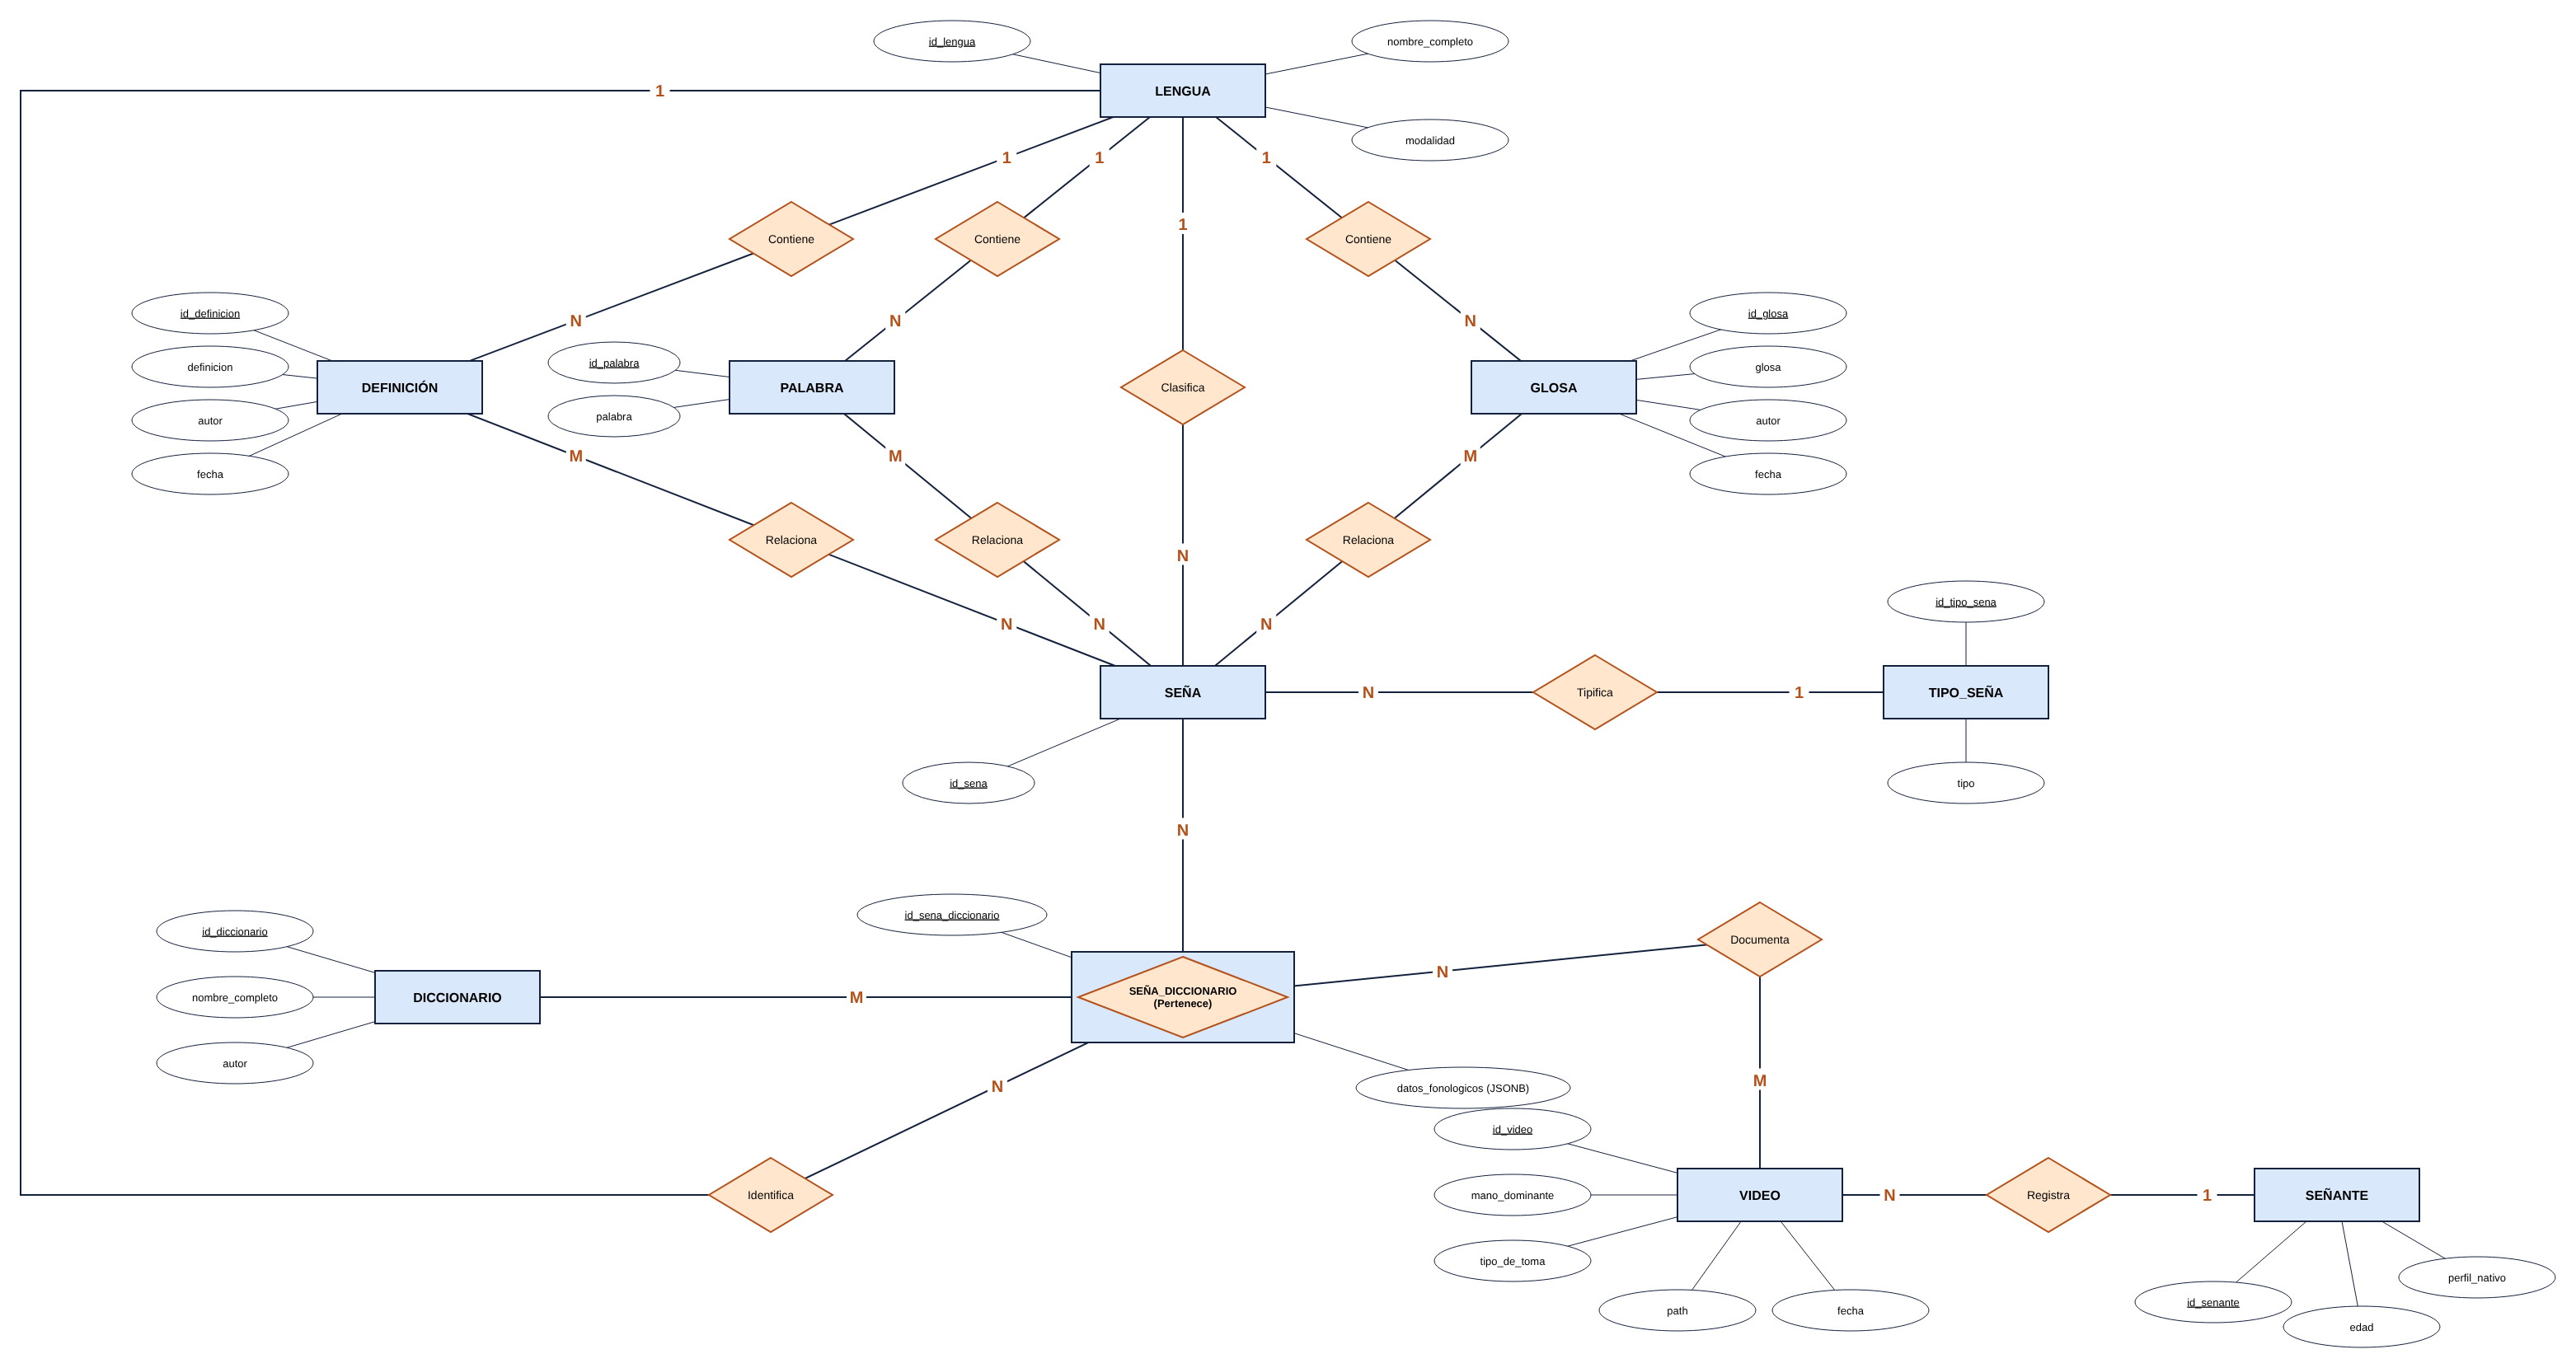 id_lengua
nombre_completo
1
LENGUA
modalidad
1
1
1
1
Contiene
Contiene
Contiene
id_definicion
N
N
N
id_glosa
definicion
id_palabra
glosa
DEFINICIÓN
PALABRA
Clasifica
GLOSA
autor
palabra
autor
fecha
M
M
M
fecha
Relaciona
Relaciona
Relaciona
N
id_tipo_sena
N
N
N
SEÑA
N
Tipifica
1
TIPO_SEÑA
id_sena
tipo
N
id_diccionario
id_sena_diccionario
Documenta
nombre_completo
DICCIONARIO
M
SEÑA_DICCIONARIO
(Pertenece)
N
autor
N
datos_fonologicos (JSONB)
M
id_video
Identifica
mano_dominante
VIDEO
N
Registra
1
SEÑANTE
tipo_de_toma
perfil_nativo
path
fecha
id_senante
edad